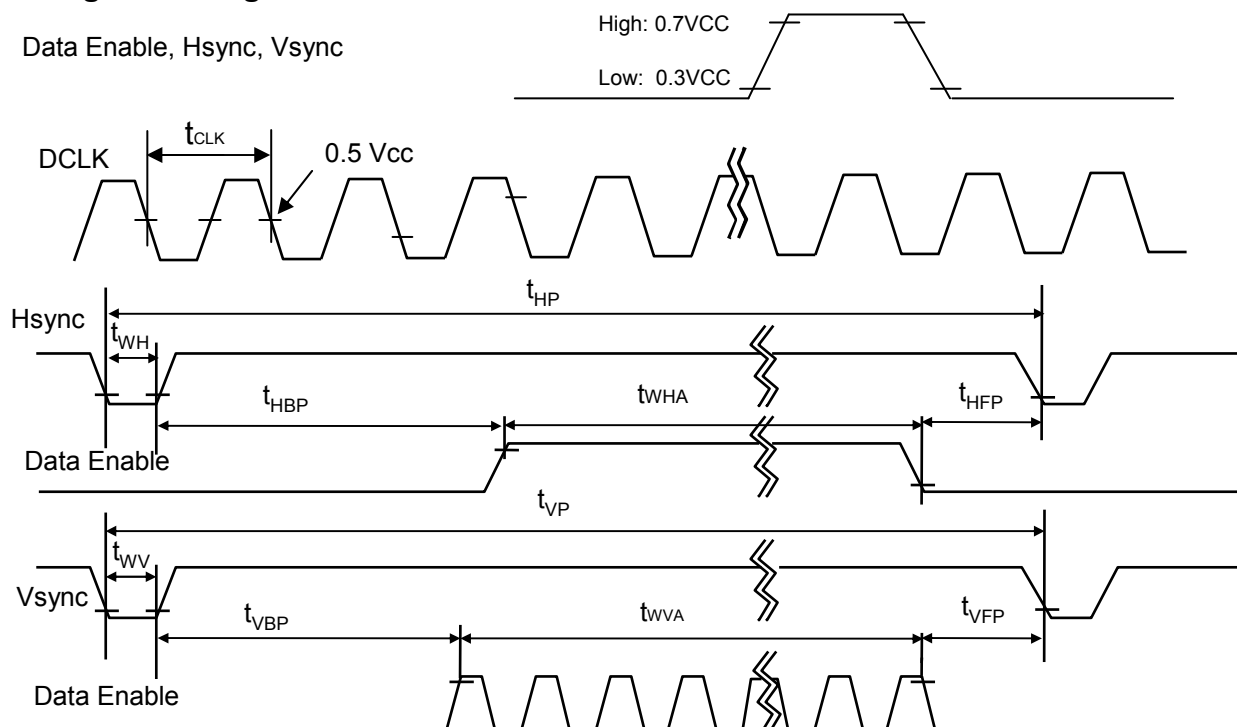 Data Enable, Hsync, Vsync
High: 0.7VCC
Low: 0.3VCC
tCLK
DCLK
0.5 Vcc
tHP
Hsync
tWH
tHBP
tWHA
tHFP
Data Enable
tVP
tWV
Vsync
tVBP
tWVA
tVFP
Data Enable